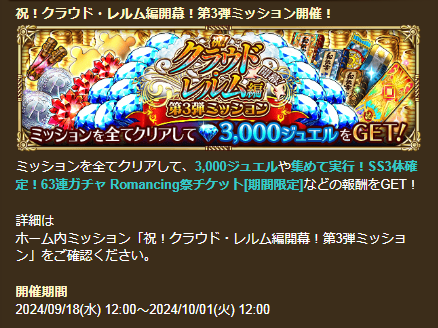 祝！クラウド・レルム編開幕！第3弾ミッション開催！
祝
クラウド
レルム編
開幕
第3弾ミッション
ミッションを全てクリアして3,000ジュエルをGET!
ミッションを全てクリアして、3,000ジュエルや集めて実行！SS3体確
定！63連ガチャ Romancing祭チケット[期間限定]などの報酬をGET！
詳細は
ホーム内ミッション「祝！クラウド・レルム編開幕！第3弾ミッショ
ン」をご確認ください。
開催期間
2024/09/18(水) 12:00～2024/10/01(火) 12:00